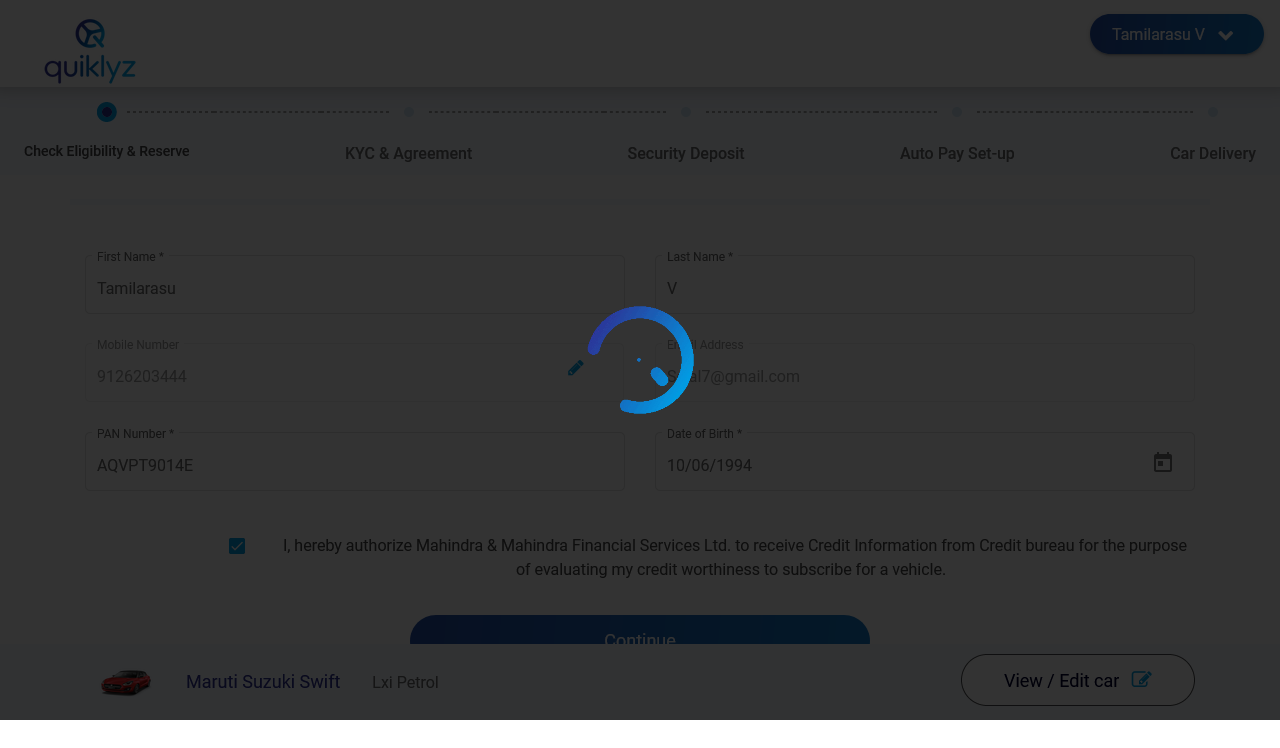 quiklyz
Tamilarasu V
Check Eligibility & Reserve
KYC & Agreement
Security Deposit
Auto Pay Set-up
Car Delivery
First Name *
Tamilarasu
Last Name *
V
Mobile Number
9126203444
Email Address
@gmail.com
PAN Number *
AQVPT9014E
Date of Birth *
10/06/1994
I, hereby authorize Mahindra & Mahindra Financial Services Ltd. to receive Credit Information from Credit bureau for the purpose
of evaluating my credit worthiness to subscribe for a vehicle.
Continue
Maruti Suzuki Swift
Lxi Petrol
View / Edit car